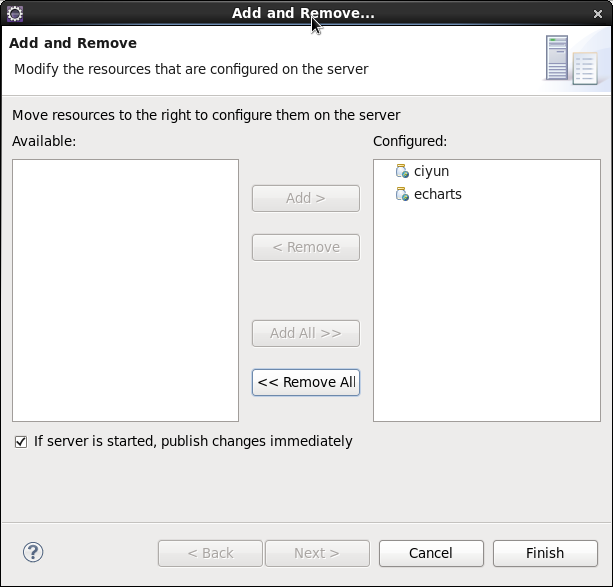 Add and Remove...
Add and Remove
Modify the resources that are configured on the server
Move resources to the right to configure them on the server
Available:
Configured:
ciyun
echarts
Add >
< Remove
Add All >>
<< Remove All
If server is started, publish changes immediately
?
< Back
Next >
Cancel
Finish